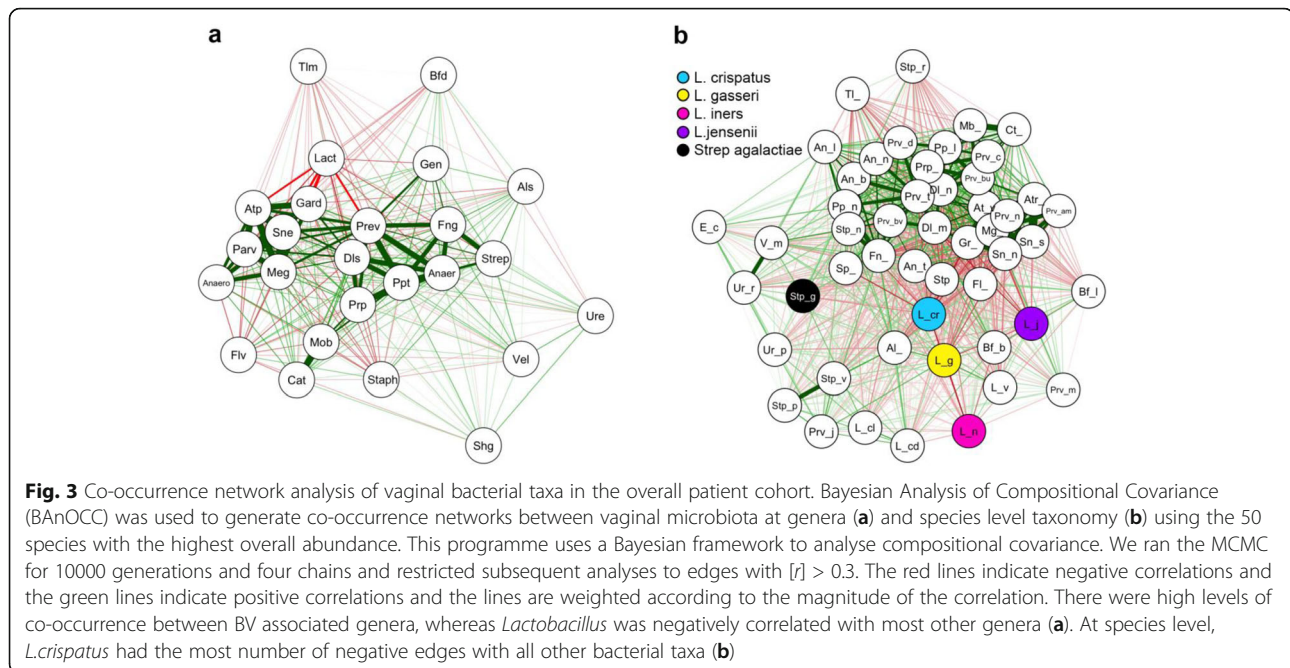 a
Tlm
Bfd
Lact
Gen
Als
Gard
Atp
Prev
Fng
Sne
Parv
Dls
Strep
Meg
Anaer
Anaero
Ppt
Prp
Ure
Mob
Flv
Vel
Cat
Staph
Shg
b
L. crispatus
L. gasseri
L. iners
L.jensenii
Strep agalactiae
Stp_r
Tl_
Mb_
Ct_
An_l
Prv_d
Pp_l
An_n
Prv_c
Prp_
An_b
Dl_n
Prv_bu
Prv_t
Atr_
Pp_n
At_v
Prv_n
Prv_am
E_c
Stp_n
Prv_bv
Dl_m
Mg_
V_m
Gr_
Sn_s
Fn_
Sn_n
Sp_
An_t
Ur_r
Stp
Fl_
Bf_l
Stp_g
L_cr
L_j
Ur_p
Al_
Bf_b
L_g
Stp_v
L_v
Prv_m
Stp_p
Prv_j
L_cl
L_n
L_cd
Fig. 3 Co-occurrence network analysis of vaginal bacterial taxa in the overall patient cohort. Bayesian Analysis of Compositional Covariance
(BAnOCC) was used to generate co-occurrence networks between vaginal microbiota at genera (a) and species level taxonomy (b) using the 50
species with the highest overall abundance. This programme uses a Bayesian framework to analyse compositional covariance. We ran the MCMC
for 10000 generations and four chains and restricted subsequent analyses to edges with [r] > 0.3. The red lines indicate negative correlations and
the green lines indicate positive correlations and the lines are weighted according to the magnitude of the correlation. There were high levels of
co-occurrence between BV associated genera, whereas Lactobacillus was negatively correlated with most other genera (a). At species level,
L.crispatus had the most number of negative edges with all other bacterial taxa (b)